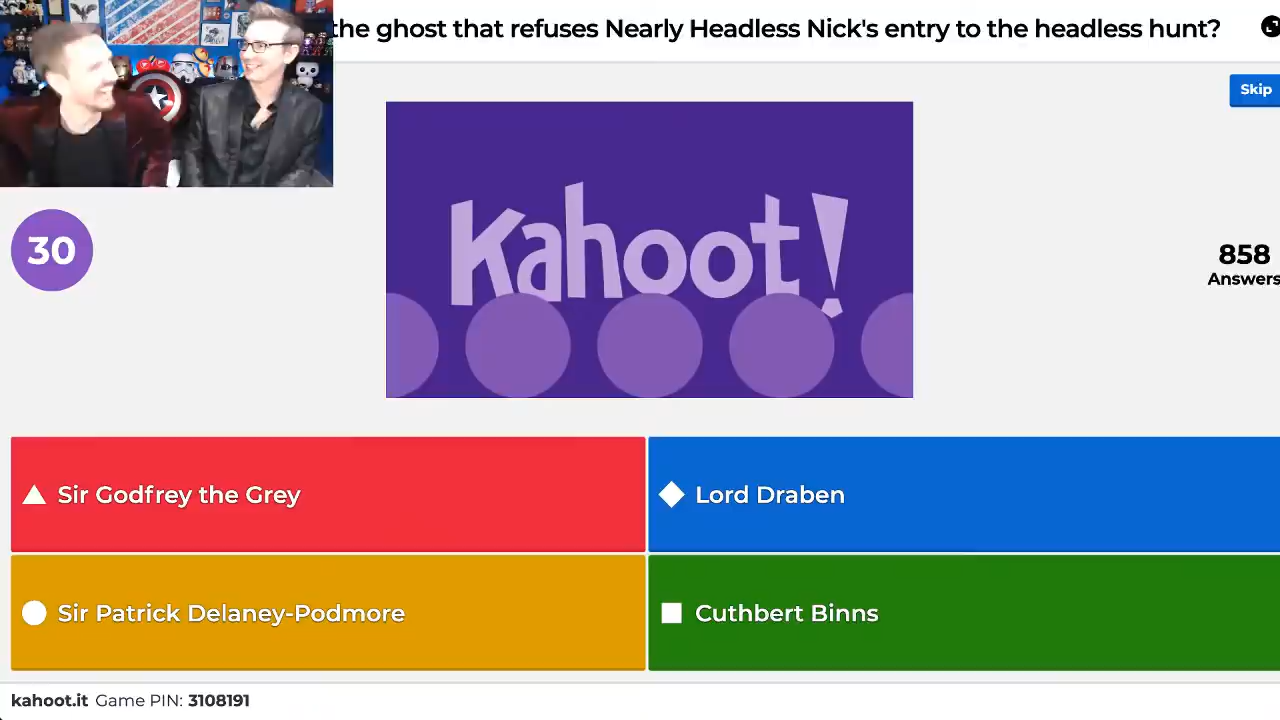 the ghost that refuses Nearly Headless Nick's entry to the headless hunt?
Skip
Kahoot!
30
858
Answers
Sir Godfrey the Grey
Lord Draben
Sir Patrick Delaney-Podmore
Cuthbert Binns
kahoot.it Game PIN: 3108191